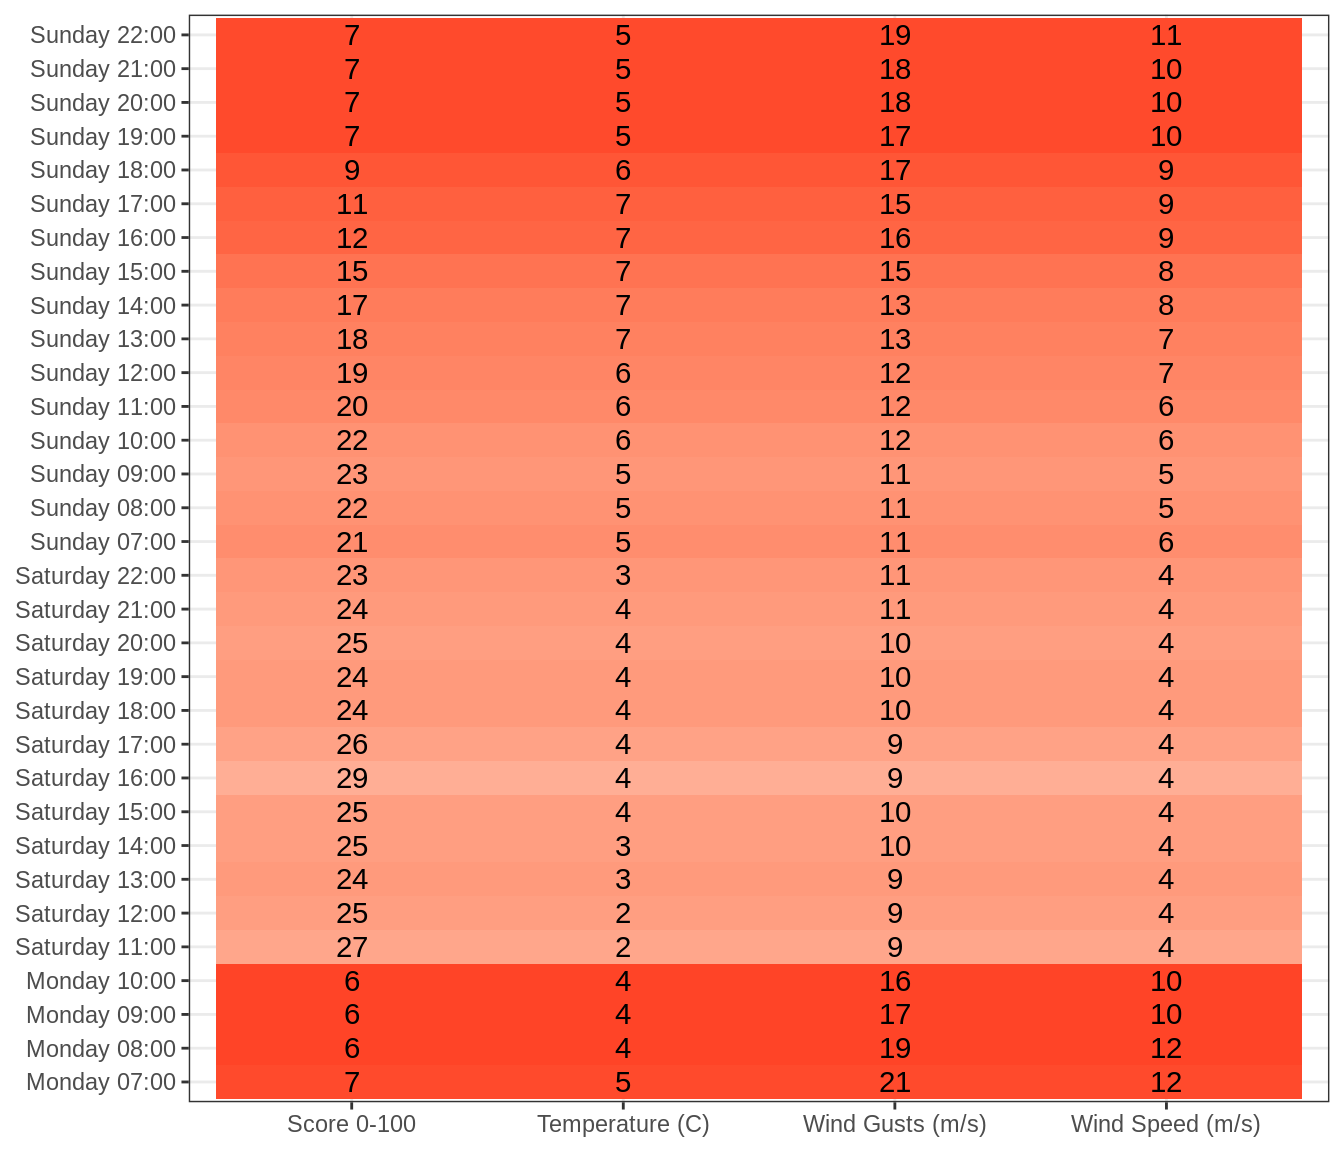 Sunday 22:00 7 5 19 11
Sunday 21:00 7 5 18 10
Sunday 20:00 7 5 18 10
Sunday 19:00 7 5 17 10
Sunday 18:00 9 6 17 9
Sunday 17:00 11 7 15 9
Sunday 16:00 12 7 16 9
Sunday 15:00 15 7 15 8
Sunday 14:00 17 7 13 8
Sunday 13:00 18 7 13 7
Sunday 12:00 19 6 12 7
Sunday 11:00 20 6 12 6
Sunday 10:00 22 6 12 6
Sunday 09:00 23 5 11 5
Sunday 08:00 22 5 11 5
Sunday 07:00 21 5 11 6
Saturday 22:00 23 3 11 4
Saturday 21:00 24 4 11 4
Saturday 20:00 25 4 10 4
Saturday 19:00 24 4 10 4
Saturday 18:00 24 4 10 4
Saturday 17:00 26 4 9 4
Saturday 16:00 29 4 9 4
Saturday 15:00 25 4 10 4
Saturday 14:00 25 3 10 4
Saturday 13:00 24 3 9 4
Saturday 12:00 25 2 9 4
Saturday 11:00 27 2 9 4
Monday 10:00 6 4 16 10
Monday 09:00 6 4 17 10
Monday 08:00 6 4 19 12
Monday 07:00 7 5 21 12
Score 0-100 Temperature (C) Wind Gusts (m/s) Wind Speed (m/s)